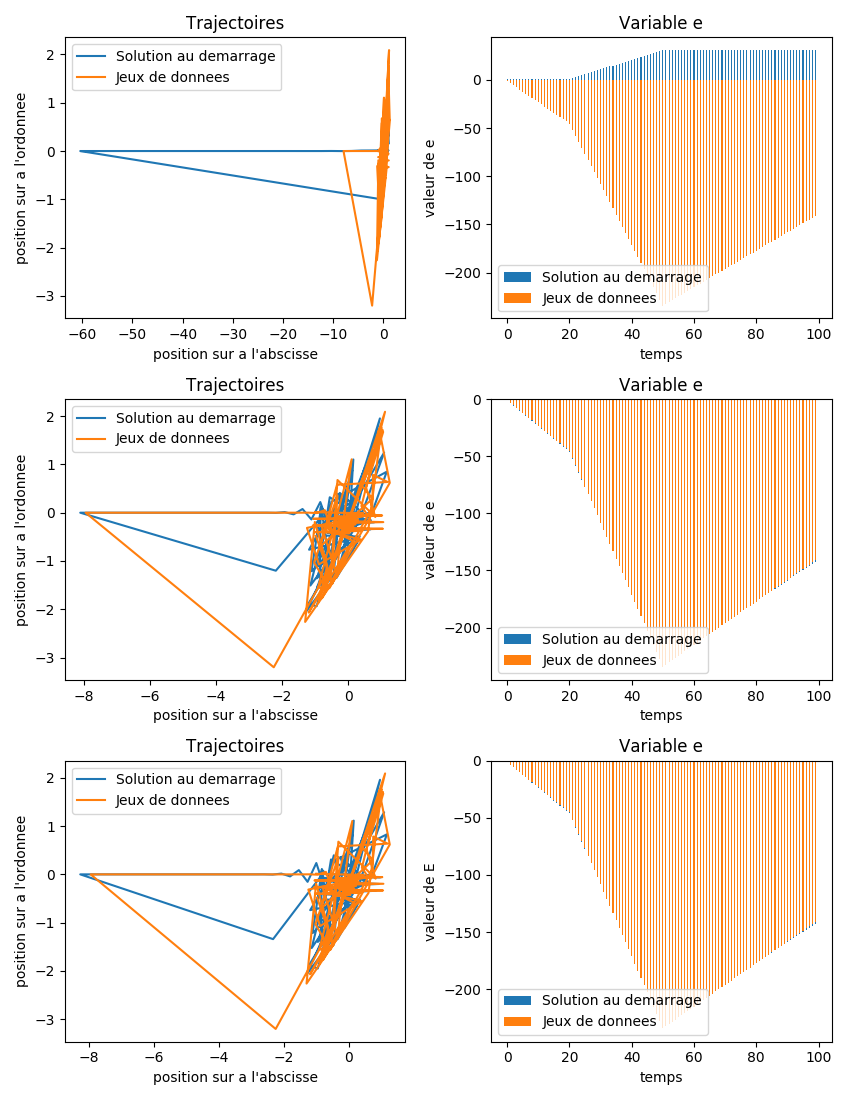 Trajectoires
Variable e
Solution au demarrage
Jeux de donnees
2
1
0
−1
−2
−3
position sur a l'ordonnee
−60
−50
−40
−30
−20
−10
0
position sur a l'abscisse
0
−50
−100
−150
−200
valeur de e
Solution au demarrage
Jeux de donnees
0
20
40
60
80
100
temps
Trajectoires
Variable e
Solution au demarrage
Jeux de donnees
2
1
0
−1
−2
−3
position sur a l'ordonnee
−8
−6
−4
−2
0
position sur a l'abscisse
0
−50
−100
−150
−200
valeur de e
Solution au demarrage
Jeux de donnees
0
20
40
60
80
100
temps
Trajectoires
Variable e
Solution au demarrage
Jeux de donnees
2
1
0
−1
−2
−3
position sur a l'ordonnee
−8
−6
−4
−2
0
position sur a l'abscisse
0
−50
−100
−150
−200
valeur de E
Solution au demarrage
Jeux de donnees
0
20
40
60
80
100
temps